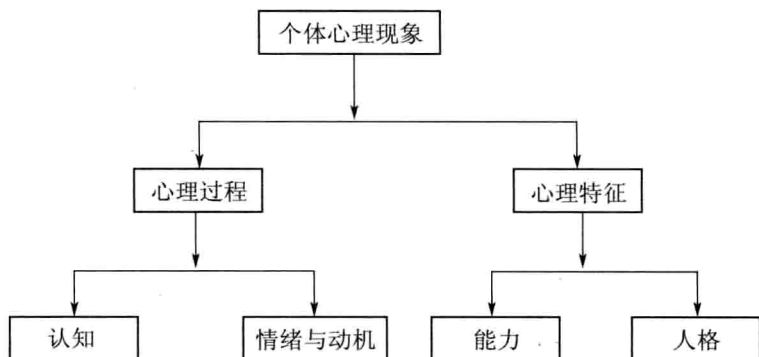 个体心理现象
心理过程
心理特征
认知
情绪与动机
能力
人格